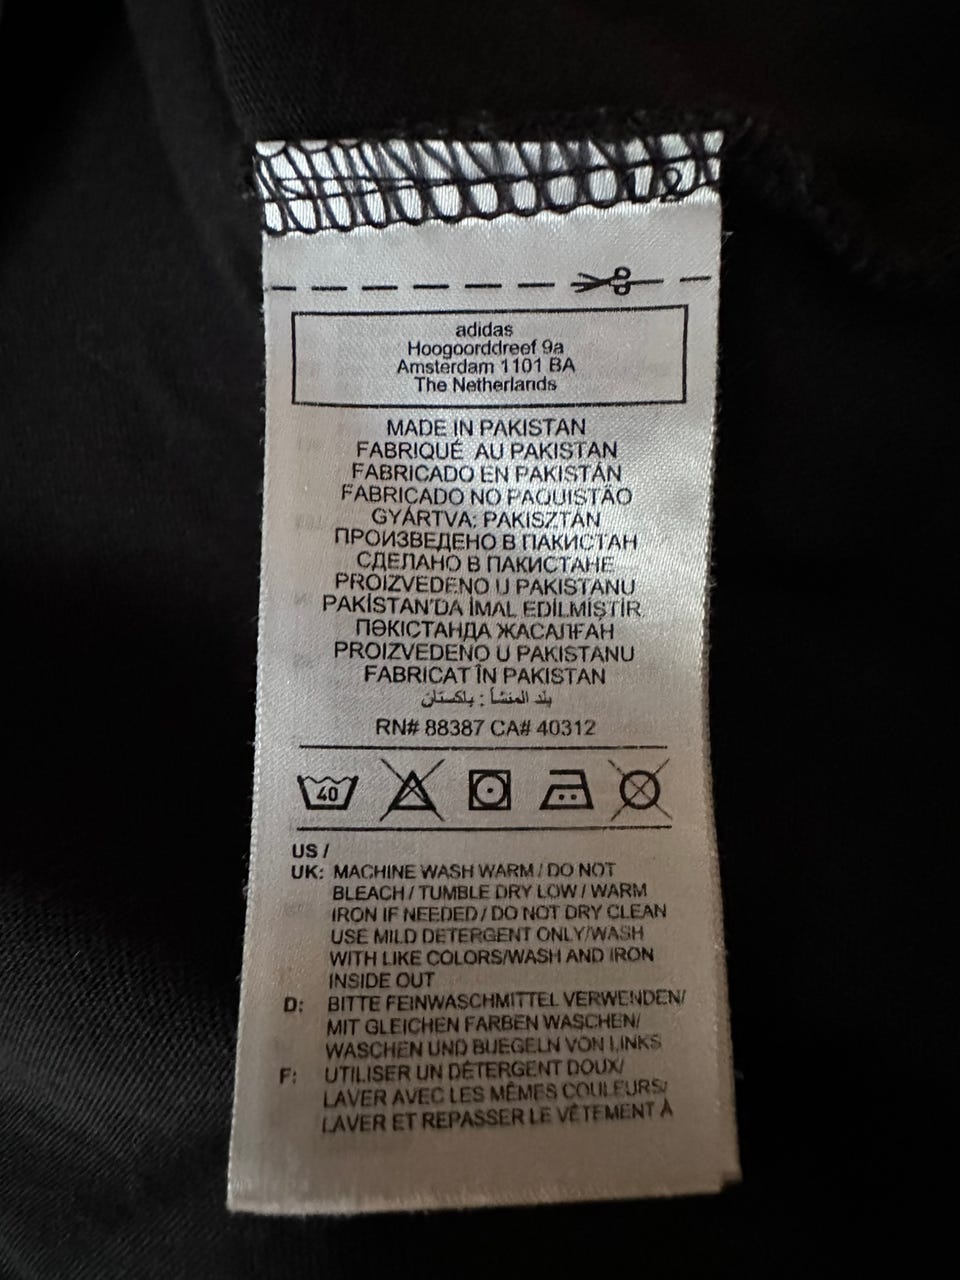 adidas
Hoogoorddreef 9a
Amsterdam 1101 BA
The Netherlands
MADE IN PAKISTAN
FABRIQUÉ AU PAKISTAN
FABRICADO EN PAKISTÁN
FABRICADO NO PAQUISTÃO
GYÁRTVA: PAKISZTÁN
ПРОИЗВЕДЕНО В ПАКИСТАН
СДЕЛАНО В ПАКИСТАНЕ
PROIZVEDENO U PAKISTANU
PAKİSTAN'DA İMAL EDİLMİŞTİR
ПӘКІСТАНДА ЖАСАЛҒАН
PROIZVEDENO U PAKISTANU
FABRICAT ÎN PAKISTAN
بلد المنشأ : باكستان
RN# 88387 CA# 40312
40
US /
UK: MACHINE WASH WARM / DO NOT
BLEACH / TUMBLE DRY LOW / WARM
IRON IF NEEDED / DO NOT DRY CLEAN
USE MILD DETERGENT ONLY/WASH
WITH LIKE COLORS/WASH AND IRON
INSIDE OUT
D: BITTE FEINWASCHMITTEL VERWENDEN/
MIT GLEICHEN FARBEN WASCHEN/
WASCHEN UND BUEGELN VON LINKS
F: UTILISER UN DÉTERGENT DOUX/
LAVER AVEC LES MÊMES COULEURS/
LAVER ET REPASSER LE VÊTEMENT À